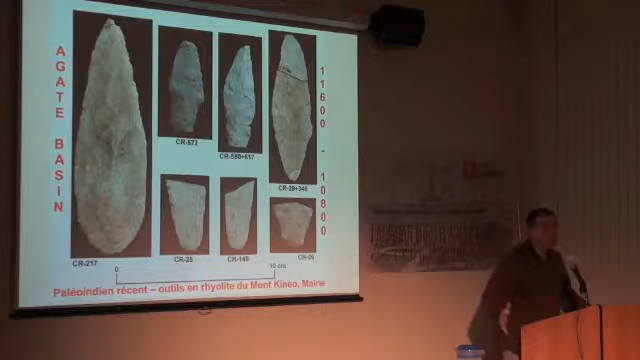 AGATE BASIN
11600 - 10800
CR-572
CR-580+617
CR-29+346
CR-217
CR-25
CR-148
CR-26
0
10 cm
Paléoindien récent – outils en rhyolite du Mont Kineo, Maine